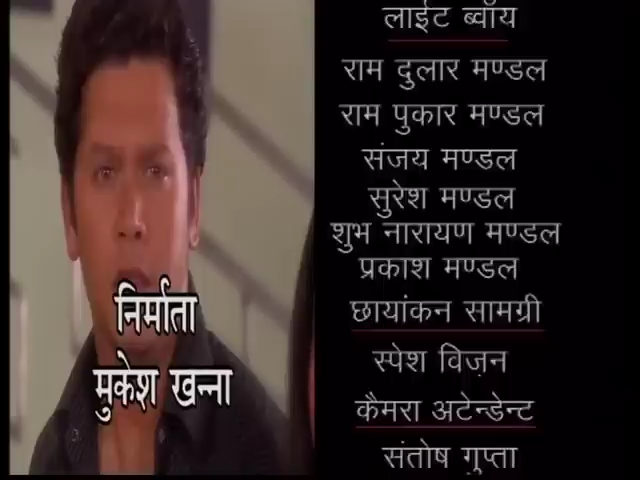 निर्माता
मुकेश खन्ना
लाईट ब्वॉय
राम दुलार मण्डल
राम पुकार मण्डल
संजय मण्डल
सुरेश मण्डल
शुभ नारायण मण्डल
प्रकाश मण्डल
छायांकन सामग्री
स्पेश विज़न
कैमरा अटेन्डेन्ट
संतोष गुप्ता